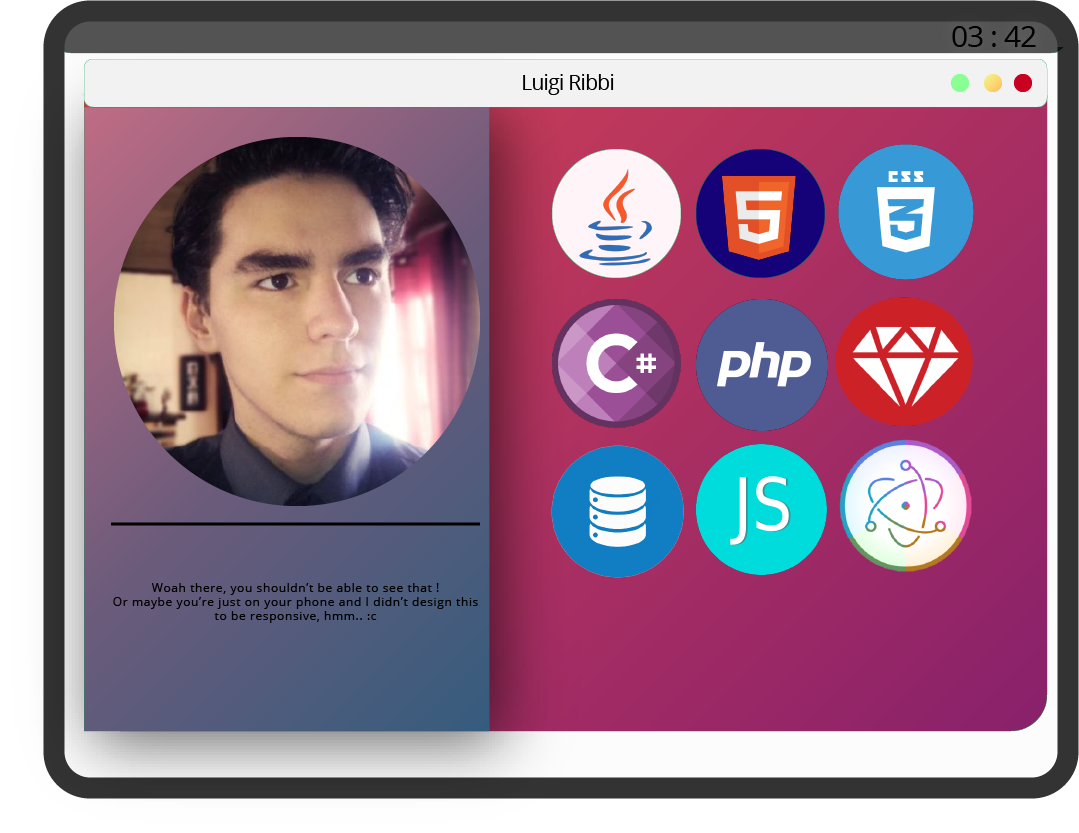 03 : 42
Luigi Ribbi
CSS
5
3
C#
php
JS
Woah there, you shouldn't be able to see that !
Or maybe you're just on your phone and I didn't design this
to be responsive, hmm.. :c